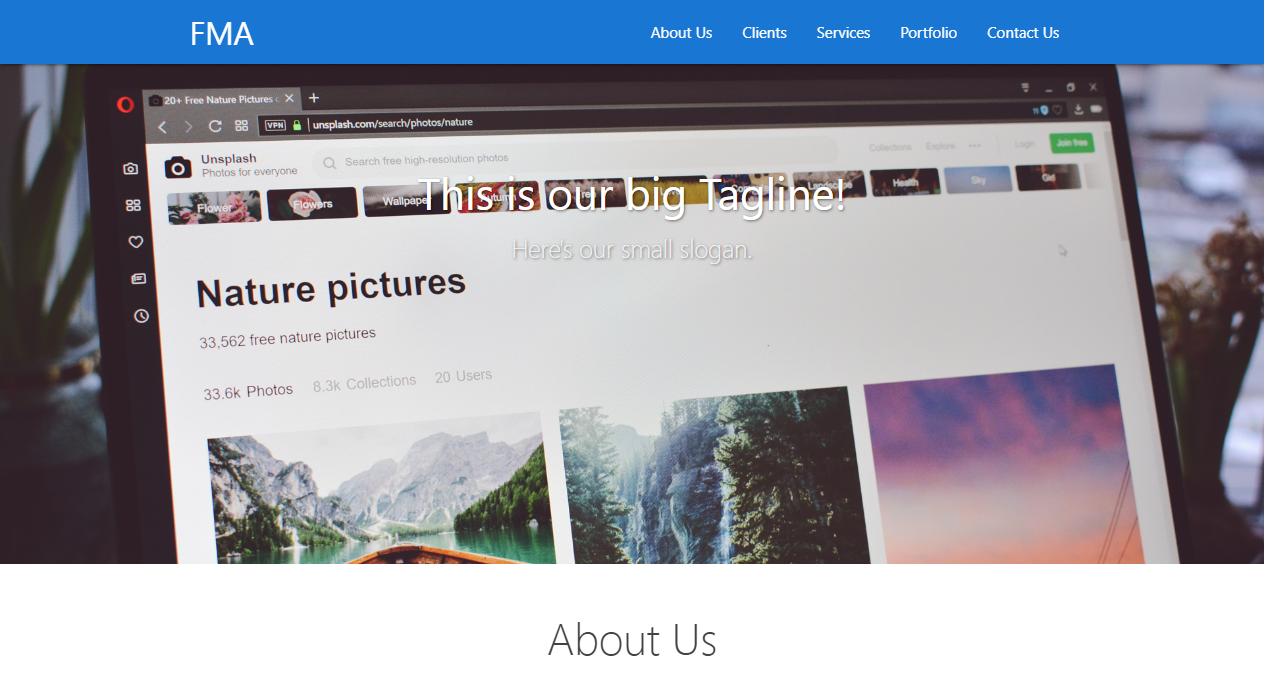 FMA
About Us Clients Services Portfolio Contact Us
20+ Free Nature Pictures
VPN unsplash.com/search/photos/nature
Unsplash
Photos for everyone
Search free high-resolution photos
Collections Explore Login Join free
Flower Flowers Wallpaper Autumn Landscape Health Sky Girl
This is our big Tagline!
Here's our small slogan.
Nature pictures
33,562 free nature pictures
33.6k Photos 8.3k Collections 20 Users
About Us